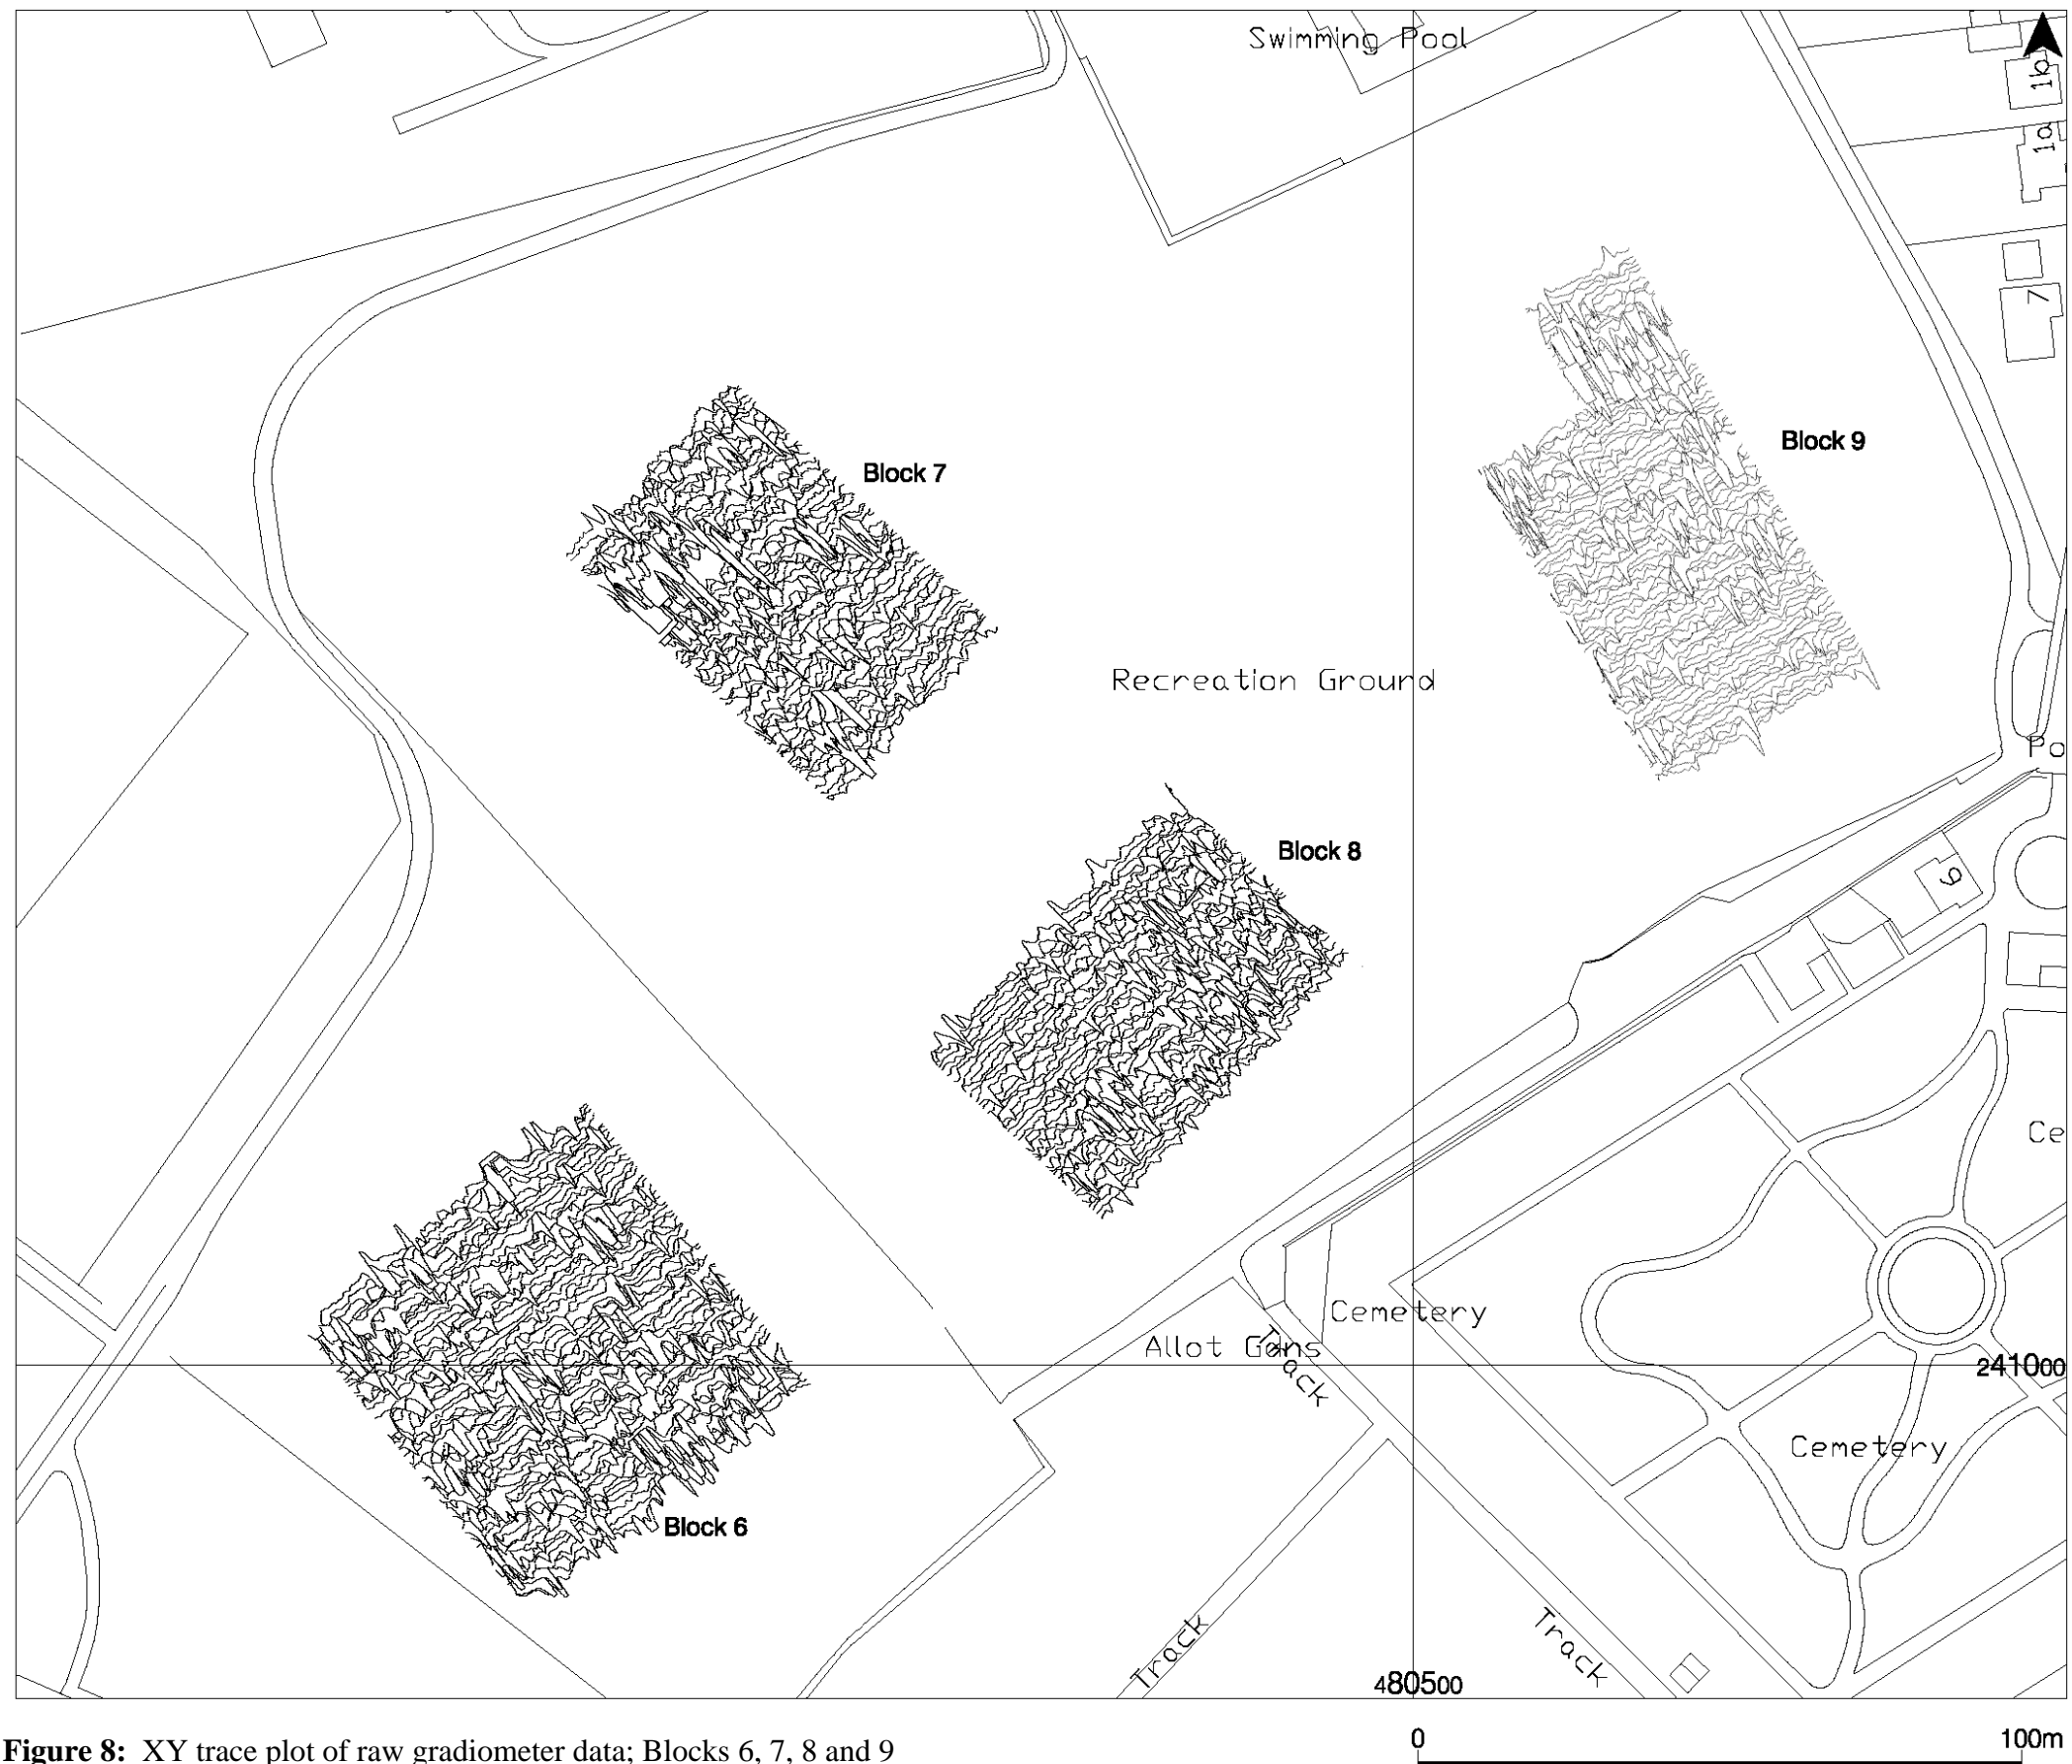 Swimming Pool
1b
1a
7
Block 9
Block 7
Recreation Ground
Po
Block 8
9
Ce
Cemetery
Allot Gdns
Track
241000
Cemetery
Block 6
Track
Track
480500
Figure 8: XY trace plot of raw gradiometer data; Blocks 6, 7, 8 and 9
0 100m